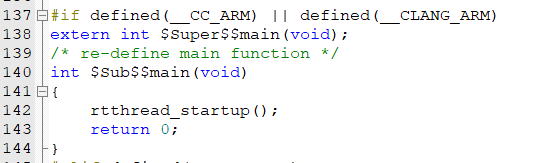 137 #if defined(__CC_ARM) || defined(__CLANG_ARM)
138 extern int $Super$$main(void);
139 /* re-define main function */
140 int $Sub$$main(void)
141 {
142     rtthread_startup();
143     return 0;
144 }